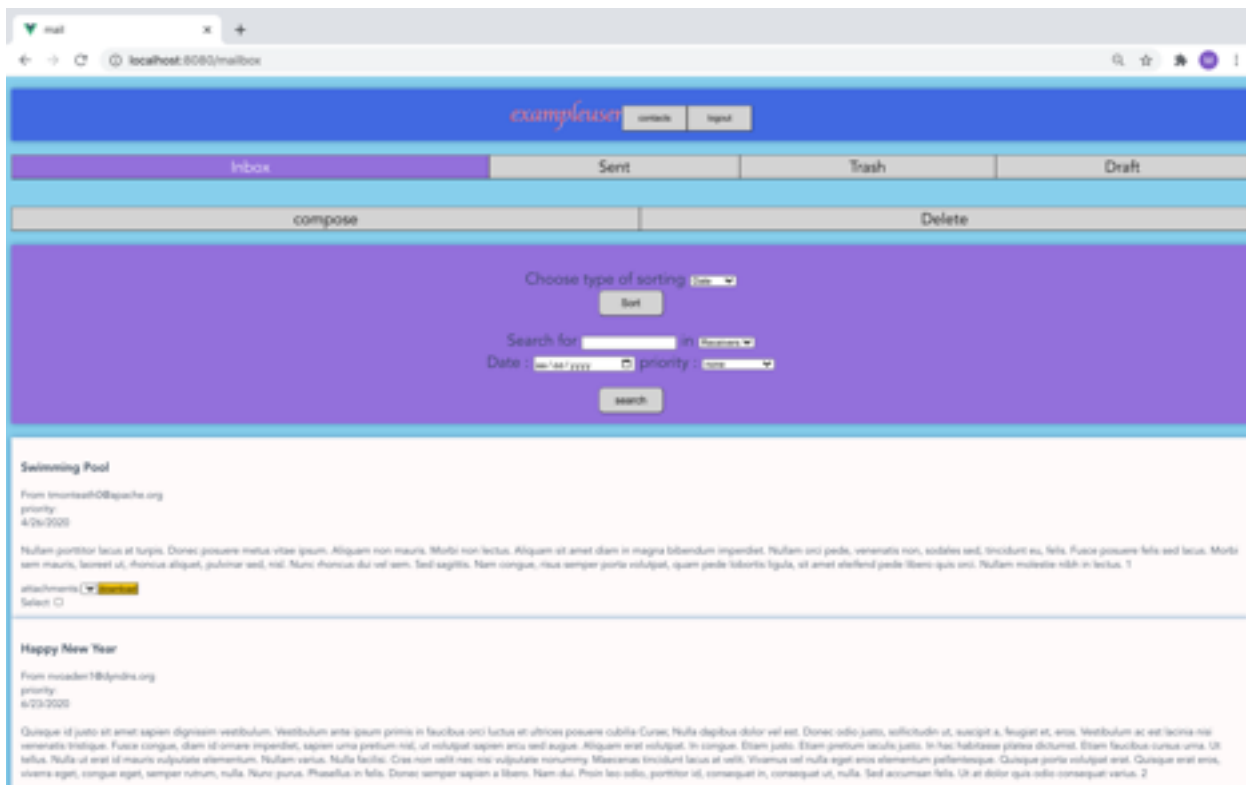 mail
localhost:8080/mailbox
exampleuser contacts logout
Inbox Sent Trash Draft
compose Delete
Choose type of sorting Date
Sort
Search for in Receivers
Date : mm/dd/yyyy priority : none
search
Swimming Pool
From tmonteath0@apache.org
priority:
4/26/2020
Nullam porttitor lacus at turpis. Donec posuere metus vitae ipsum. Aliquam non mauris. Morbi non lectus. Aliquam sit amet diam in magna bibendum imperdiet. Nullam orci pede, venenatis non, sodales sed, tincidunt eu, felis. Fusce posuere felis sed lacus. Morbi
sem mauris, laoreet ut, rhoncus aliquet, pulvinar sed, nisl. Nunc rhoncus dui vel sem. Sed sagittis. Nam congue, risus semper porta volutpat, quam pede lobortis ligula, sit amet eleifend pede libero quis orci. Nullam molestie nibh in lectus. 1
attachments: download
Select:
Happy New Year
priority:
6/23/2020
Quisque id justo sit amet sapien dignissim vestibulum. Vestibulum ante ipsum primis in faucibus orci luctus et ultrices posuere cubilia Curae; Nulla dapibus dolor vel est. Donec odio justo, sollicitudin ut, suscipit a, feugiat et, eros. Vestibulum ac est lacinia nisi
venenatis tristique. Fusce congue, diam id ornare imperdiet, sapien urna pretium nisl, ut volutpat sapien arcu sed augue. Aliquam erat volutpat. In congue. Etiam justo. Etiam pretium iaculis justo. In hac habitasse platea dictumst. Etiam faucibus cursus urna. Ut
tellus. Nulla ut erat id mauris vulputate elementum. Nullam varius. Nulla facilisi. Cras non velit nec nisi vulputate nonummy. Maecenas tincidunt lacus at velit. Vivamus vel nulla eget eros elementum pellentesque. Quisque porta volutpat erat. Quisque erat eros,
viverra eget, congue eget, semper rutrum, nulla. Nunc purus. Phasellus in felis. Donec semper sapien a libero. Nam dui. Proin leo odio, porttitor id, consequat in, consequat ut, nulla. Sed accumsan felis. Ut at dolor quis odio consequat varius. 2